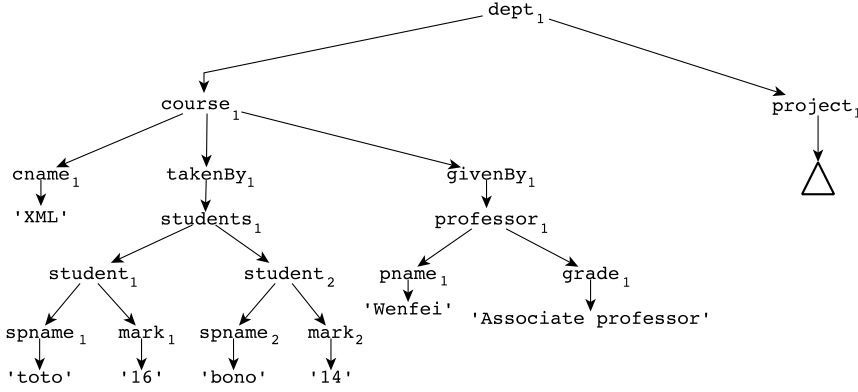 dept1
course1 project1
cname1 takenBy1 givenBy1
'XML' students1 professor1
student1 student2 pname1 grade1
'Wenfei' 'Associate professor'
spname1 mark1 spname2 mark2
'toto' '16' 'bono' '14'